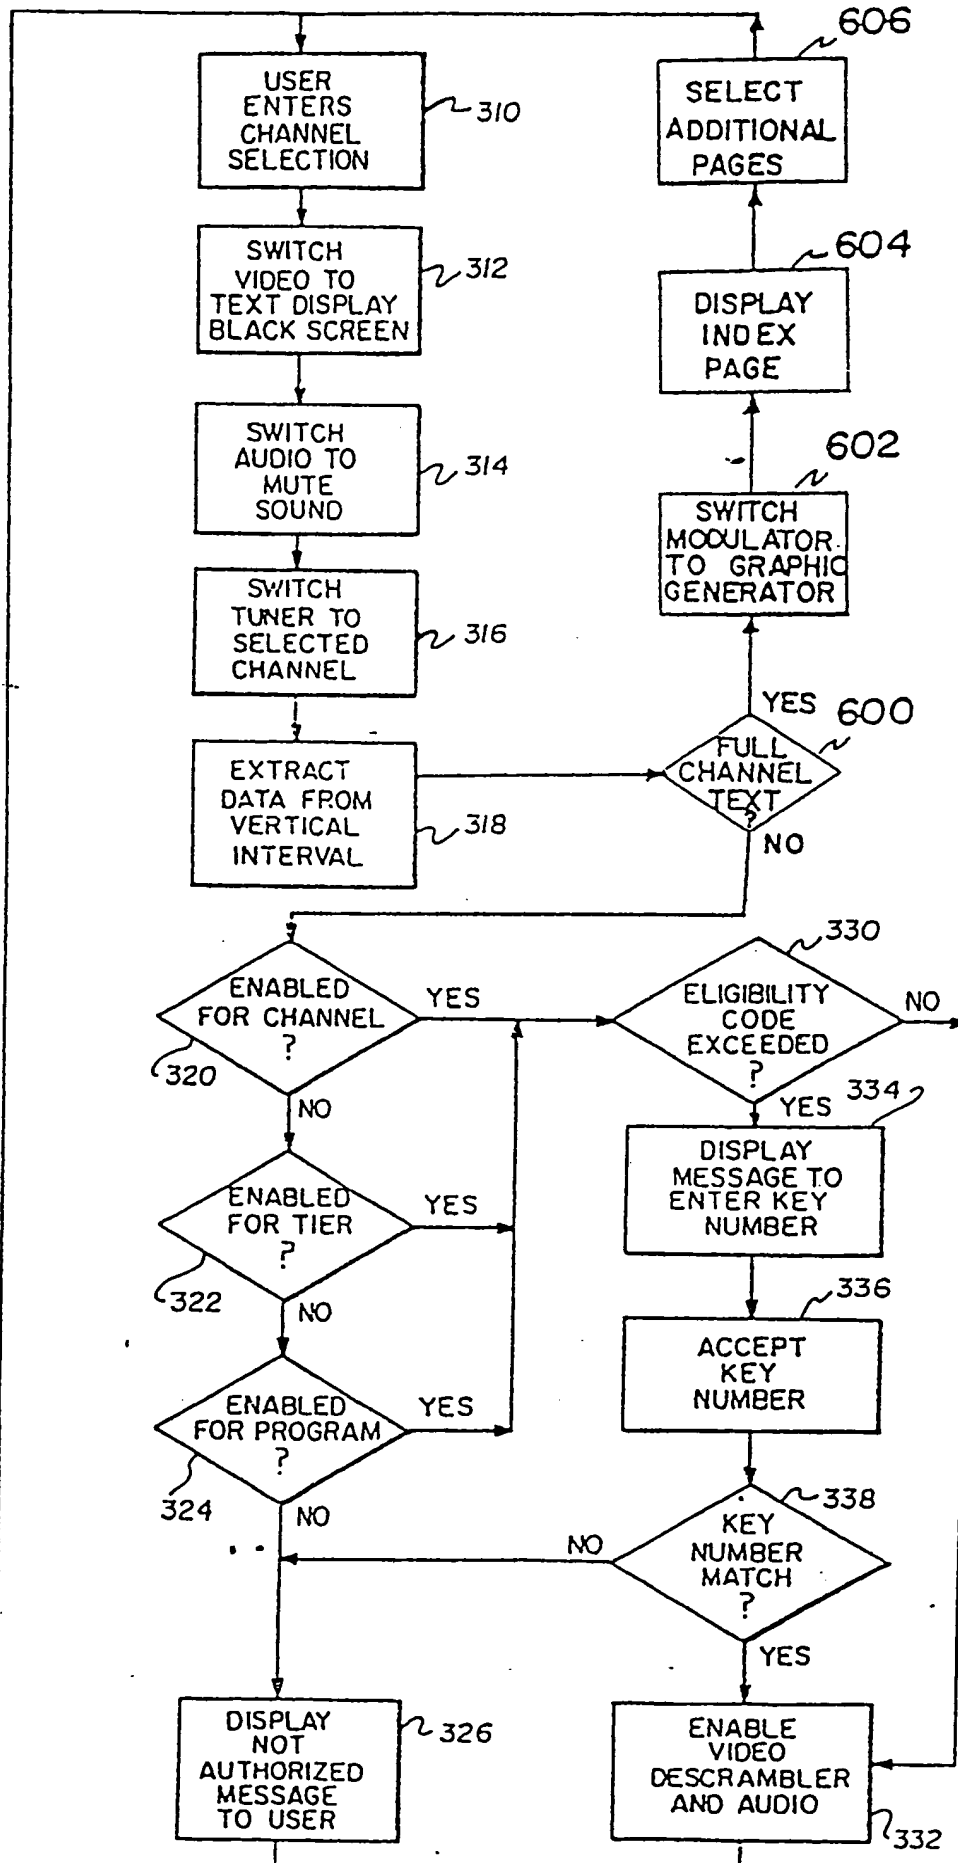 USER
ENTERS
CHANNEL
SELECTION
310
SWITCH
VIDEO TO
TEXT DISPLAY
BLACK SCREEN
312
SWITCH
AUDIO TO
MUTE
SOUND
314
SWITCH
TUNER TO
SELECTED
CHANNEL
316
EXTRACT
DATA FROM
VERTICAL
INTERVAL
318
606
SELECT
ADDITIONAL
PAGES
604
DISPLAY
INDEX
PAGE
602
SWITCH
MODULATOR
TO GRAPHIC
GENERATOR
YES
600
FULL
CHANNEL
TEXT
?
NO
ENABLED
FOR CHANNEL
?
320
YES
NO
ENABLED
FOR TIER
?
322
YES
NO
ENABLED
FOR PROGRAM
?
324
YES
NO
330
ELIGIBILITY
CODE
EXCEEDED
?
NO
YES
334
DISPLAY
MESSAGE TO
ENTER KEY
NUMBER
336
ACCEPT
KEY
NUMBER
338
KEY
NUMBER
MATCH
?
NO
YES
DISPLAY
NOT
AUTHORIZED
MESSAGE
TO USER
326
ENABLE
VIDEO
DESCRAMBLER
AND AUDIO
332